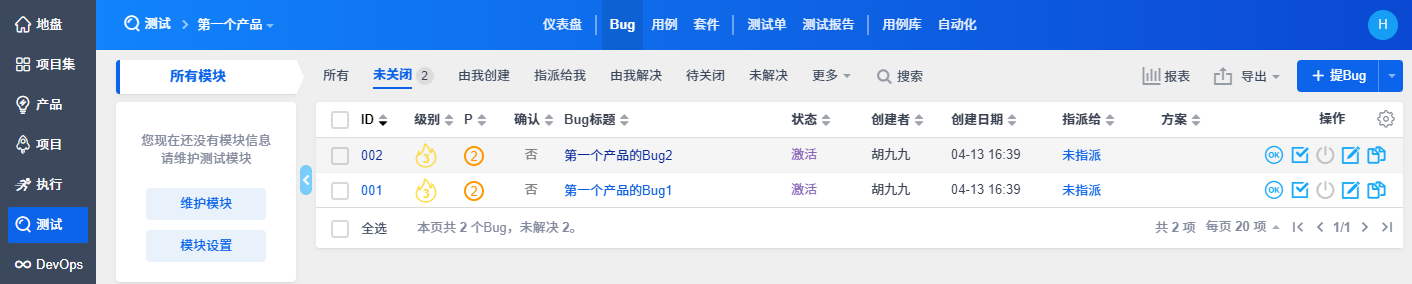 地盘
项目集
产品
项目
执行
测试
DevOps
测试 第一个产品
仪表盘 Bug 用例 套件 测试单 测试报告 用例库 自动化
H
所有模块
您现在还没有模块信息
请维护测试模块
维护模块
模块设置
所有 未关闭 2 由我创建 指派给我 由我解决 待关闭 未解决 更多 搜索
报表 导出 + 提Bug
ID 级别 P 确认 Bug标题 状态 创建者 创建日期 指派给 方案 操作
002 3 2 否 第一个产品的Bug2 激活 胡九九 04-13 16:39 未指派 OK
001 3 2 否 第一个产品的Bug1 激活 胡九九 04-13 16:39 未指派 OK
全选 本页共 2 个Bug，未解决 2。 共 2 项 每页 20 项 1/1